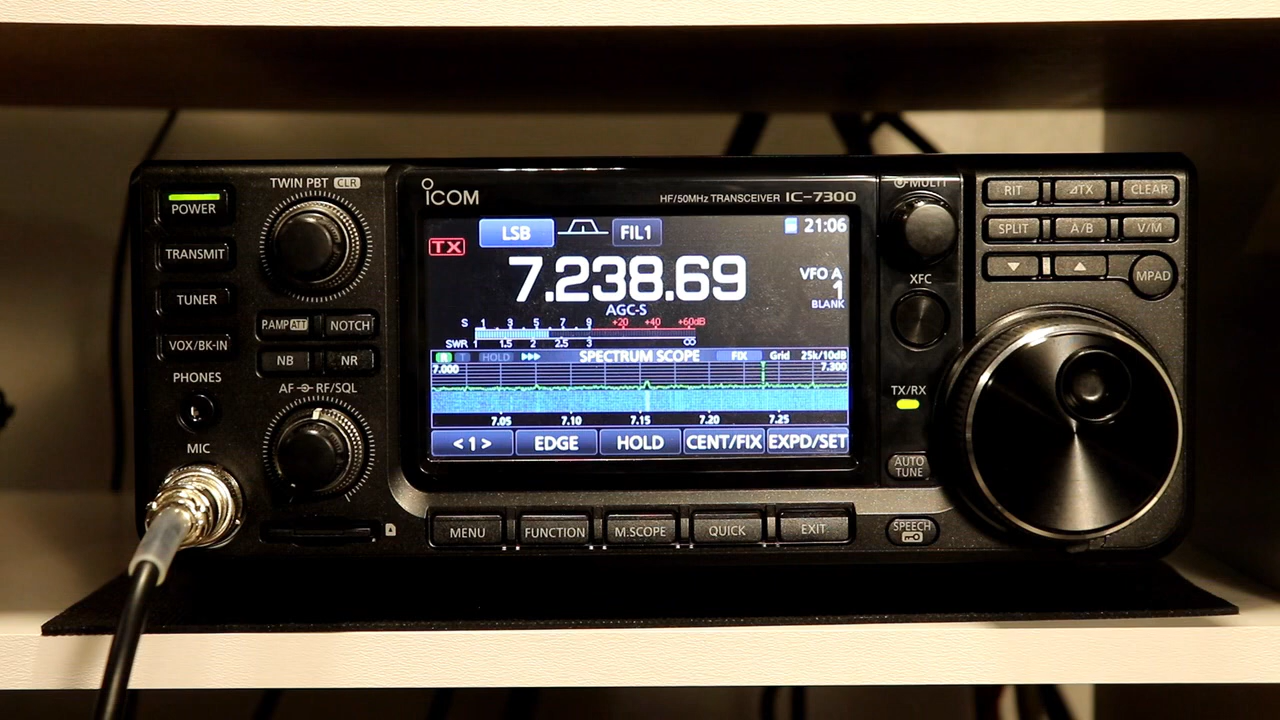 POWER
TRANSMIT
TUNER
VOX/BK-IN
PHONES
MIC
TWIN PBT CLR
P.AMP ATT NOTCH
NB NR
AF RF/SQL
ICOM
HF/50MHz TRANSCEIVER IC-7300
LSB FIL1 21:06
TX
7.238.69 VFO A
1
BLANK
AGC-S
S 1 3 5 7 9 +20 +40 +60dB
SWR 1 1.5 2 2.5 3 ∞
R T HOLD SPECTRUM SCOPE FIX Grid 25k/10dB
7.000 7.300
7.05 7.10 7.15 7.20 7.25
<1> EDGE HOLD CENT/FIX EXPD/SET
MENU FUNCTION M.SCOPE QUICK EXIT
MULTI
XFC
TX/RX
AUTO
TUNE
SPEECH
RIT ⊿TX CLEAR
SPLIT A/B V/M
MPAD